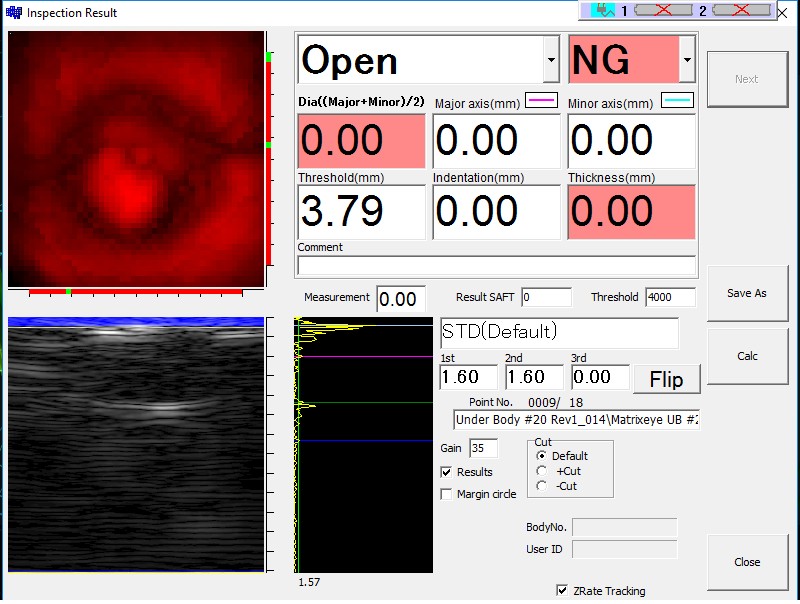 Inspection Result
1 2
Open NG
Next
Dia((Major+Minor)/2) Major axis(mm) Minor axis(mm)
0.00 0.00 0.00
Threshold(mm) Indentation(mm) Thickness(mm)
3.79 0.00 0.00
Comment
Measurement 0.00 Result SAFT 0 Threshold 4000
Save As
STD(Default)
1st 2nd 3rd
1.60 1.60 0.00 Flip
Calc
Point No. 0009/ 18
Under Body #20 Rev1_014\Matrixeye UB #2
Gain 35
Cut
Default
+Cut
-Cut
Results
Margin circle
BodyNo.
User ID
Close
1.57
ZRate Tracking